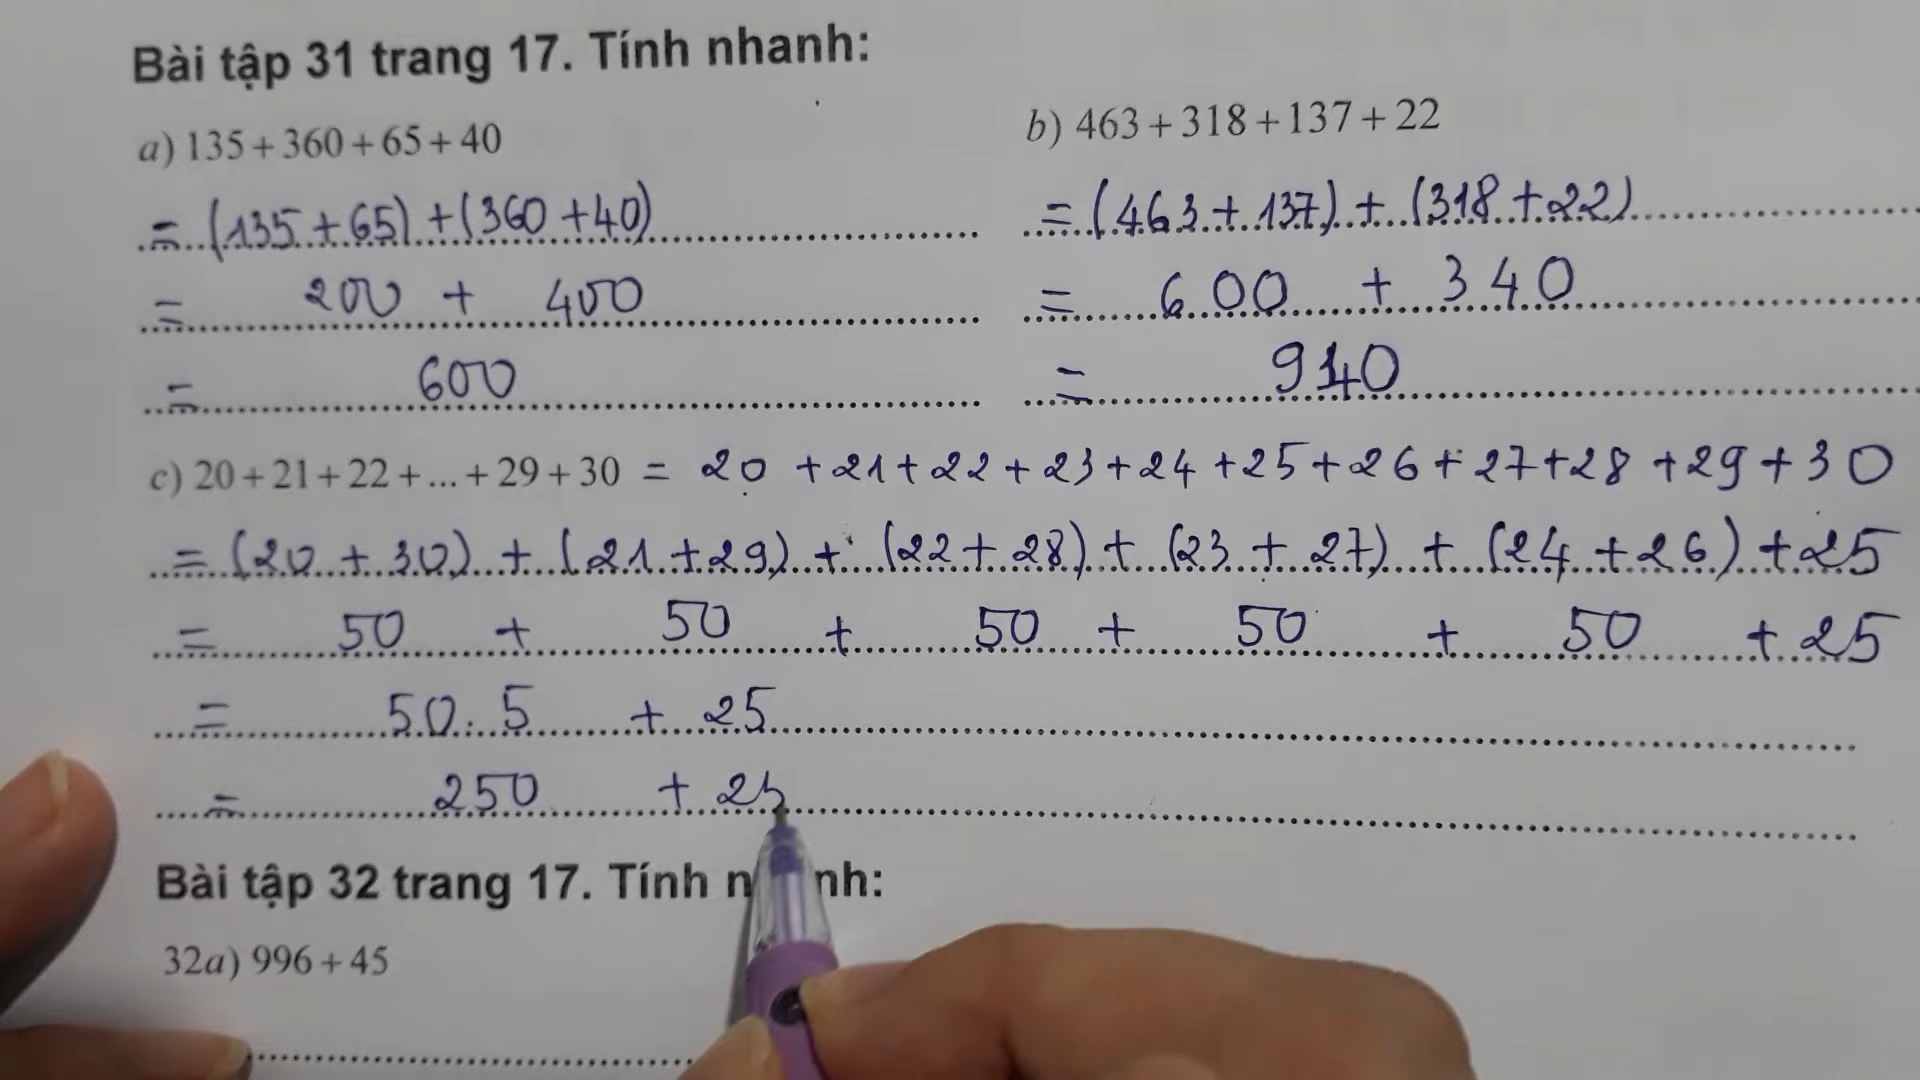 Bài tập 31 trang 17. Tính nhanh:
a) 135 + 360 + 65 + 40
= (135 + 65) + (360 + 40)
= 200 + 400
= 600
b) 463 + 318 + 137 + 22
= (463 + 137) + (318 + 22)
= 600 + 340
= 940
c) 20 + 21 + 22 + ... + 29 + 30 = 20 + 21 + 22 + 23 + 24 + 25 + 26 + 27 + 28 + 29 + 30
= (20 + 30) + (21 + 29) + (22 + 28) + (23 + 27) + (24 + 26) + 25
= 50 + 50 + 50 + 50 + 50 + 25
= 50 . 5 + 25
= 250 + 25
Bài tập 32 trang 17. Tính nhanh:
32a) 996 + 45